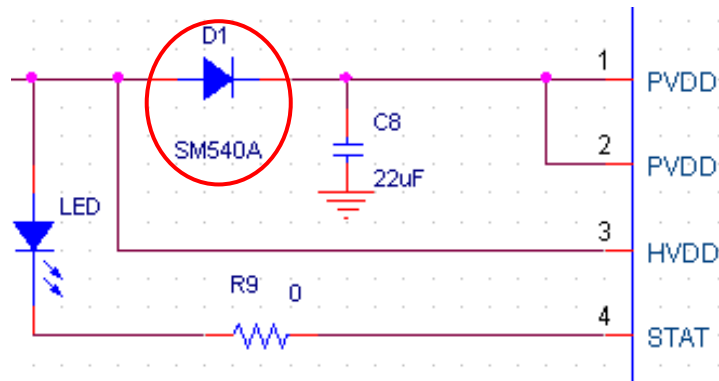 D1
1
PVDD
SM540A
C8
22uF
2
PVDD
LED
3
HVDD
R9
0
4
STAT